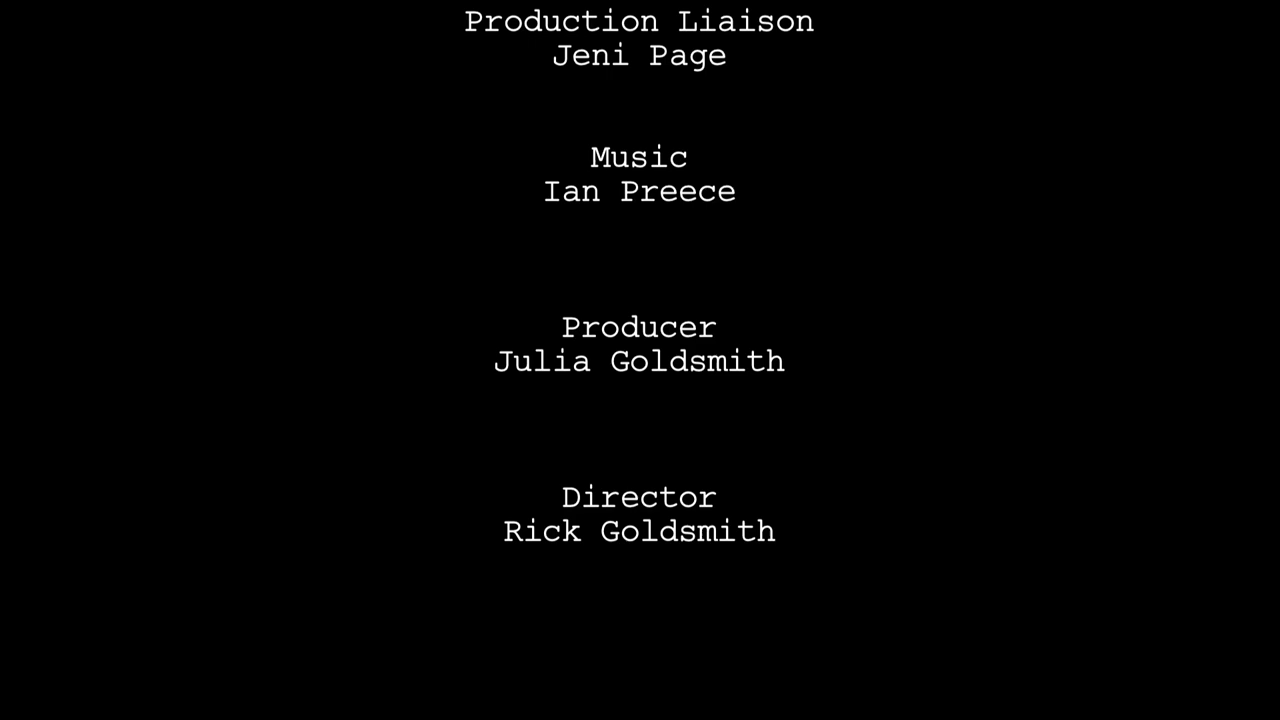 Production Liaison
Jeni Page
Music
Ian Preece
Producer
Julia Goldsmith
Director
Rick Goldsmith